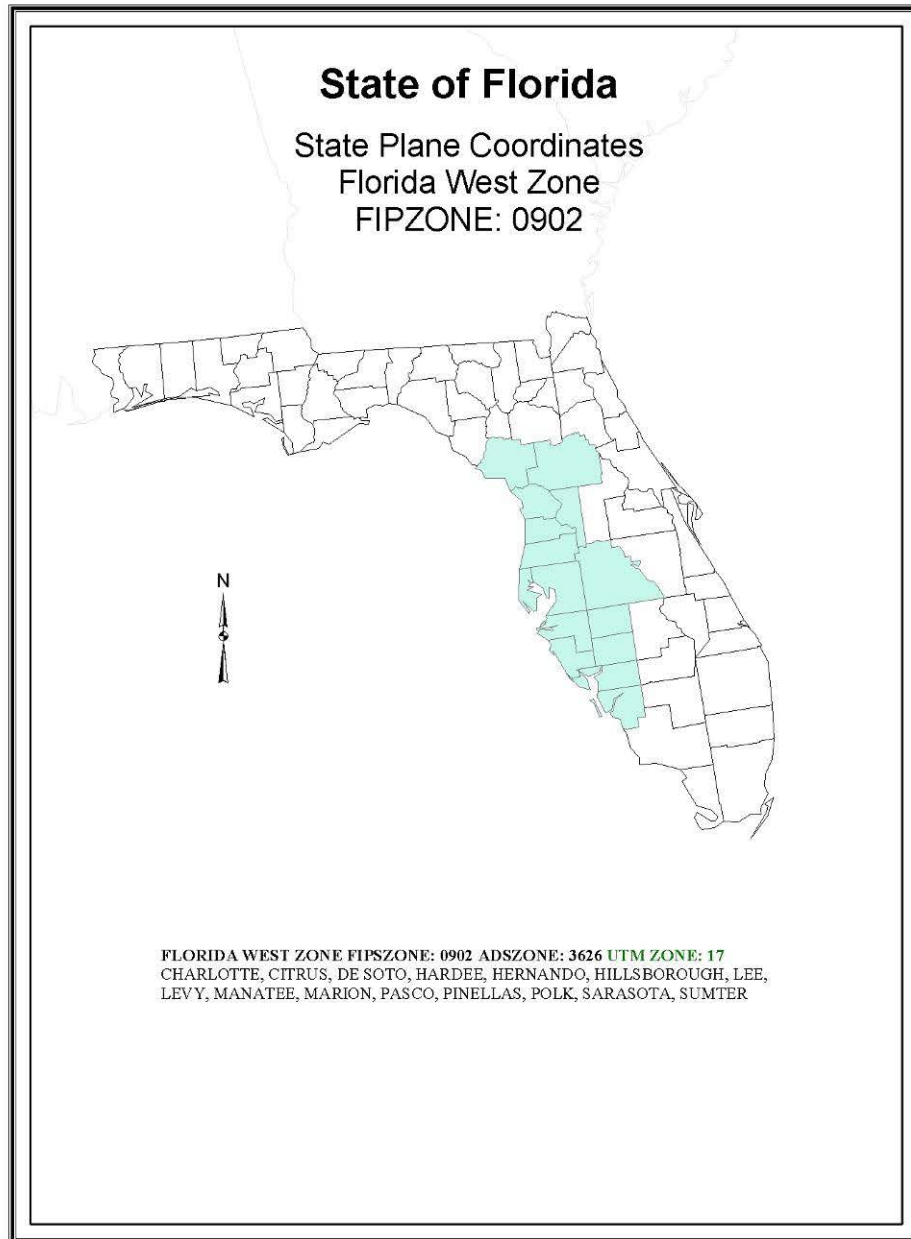 State of Florida
State Plane Coordinates
Florida West Zone
FIPZONE: 0902
N
FLORIDA WEST ZONE FIPSZONE: 0902 ADSZONE: 3626 UTM ZONE: 17
CHARLOTTE, CITRUS, DE SOTO, HARDEE, HERNANDO, HILLSBOROUGH, LEE,
LEVY, MANATEE, MARION, PASCO, PINELLAS, POLK, SARASOTA, SUMTER